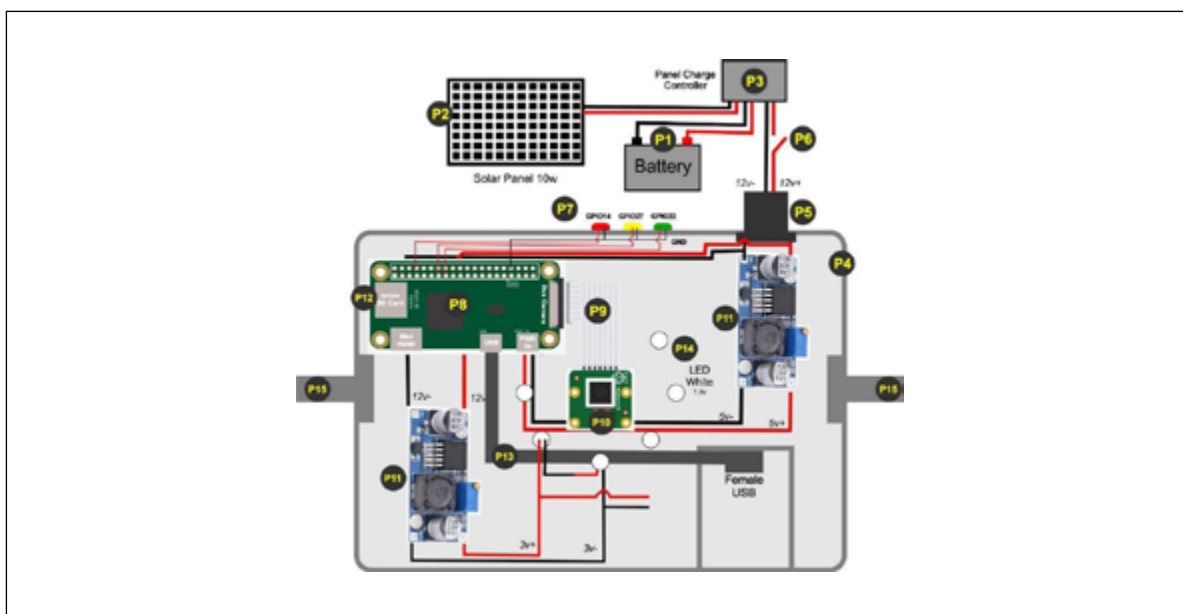 Panel Charge
Controller
P3
P2
P1
P6
Battery
Solar Panel 10w
12v-
12v+
P7
GPIO14
GPIO27
P5
GND
P4
P12
P8
P9
P11
P14
LED
White
P15
P15
12v-
12v
5v-
5v+
P10
P13
P11
Female
USB
3v+
3v-